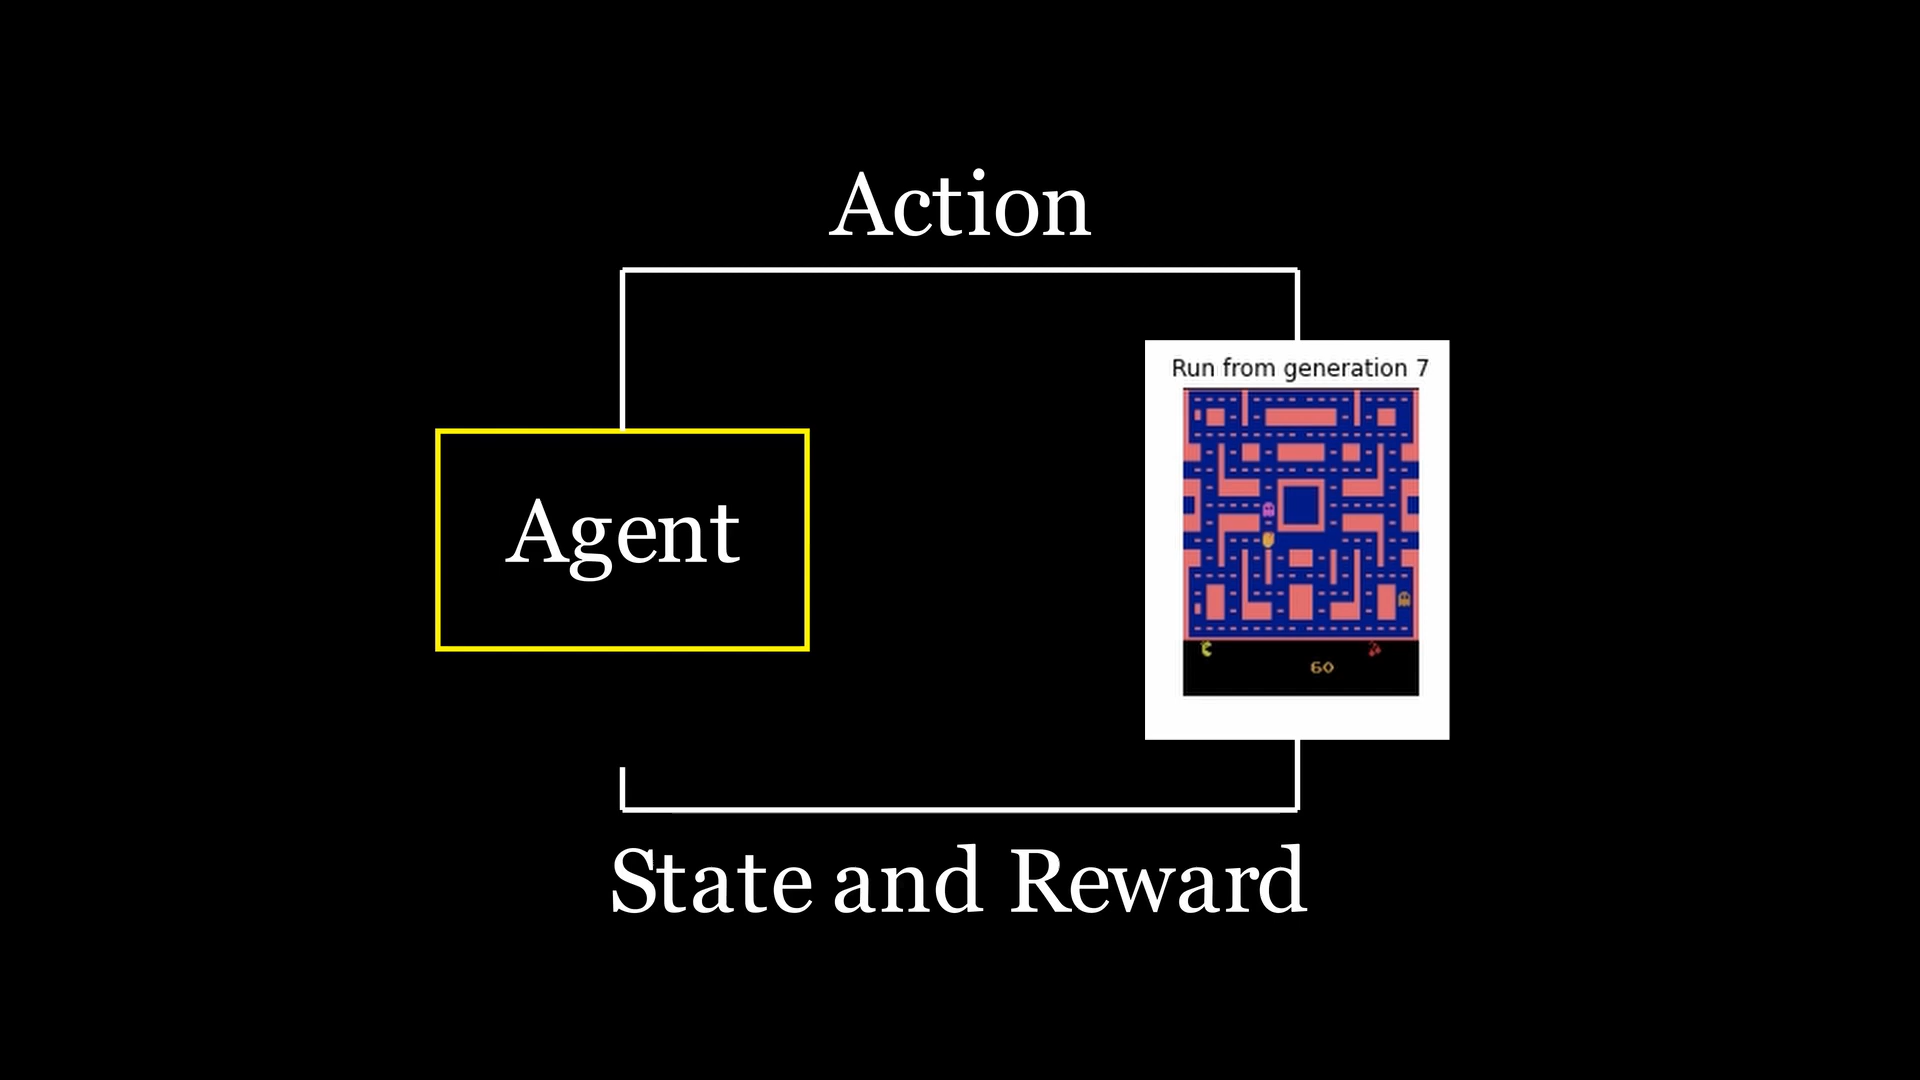 Action
Run from generation 7
Agent
60
State and Reward